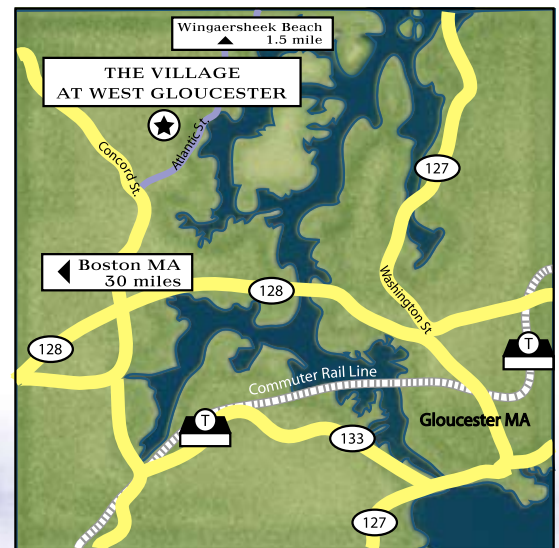 Wingaersheek Beach
1.5 mile
THE VILLAGE
AT WEST GLOUCESTER
Concord St.
Atlantic St.
127
Washington St
Boston MA
30 miles
128
128
T
Commuter Rail Line
T
Gloucester MA
133
127